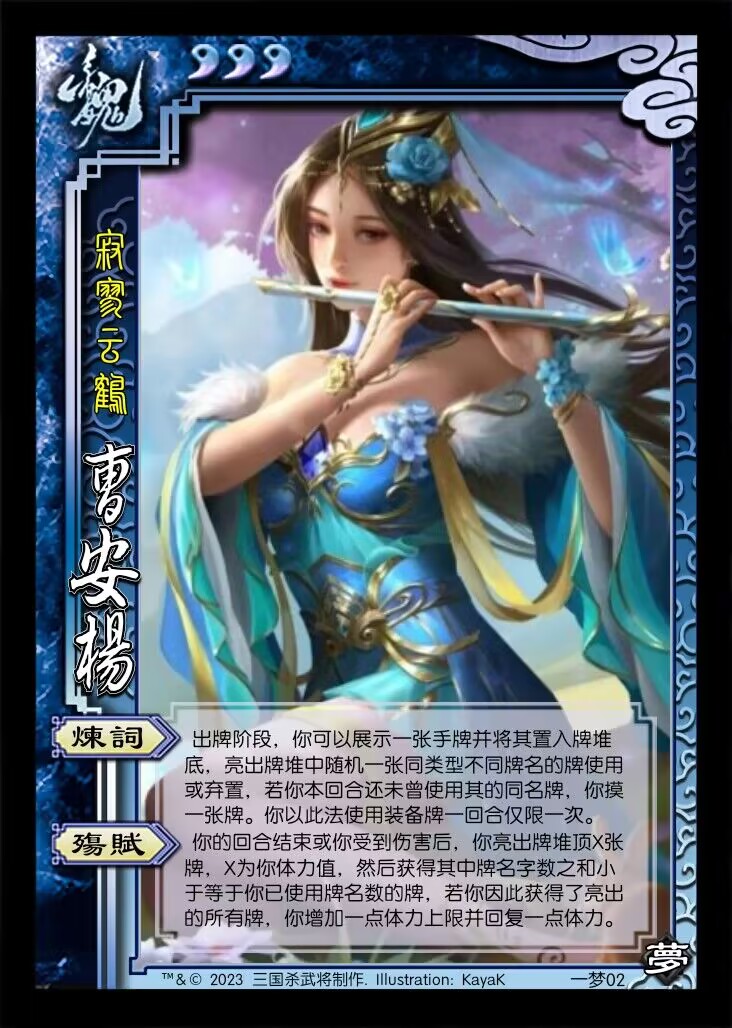 魏
寂寥云鹤
曹安楊
煉詞
出牌阶段，你可以展示一张手牌并将其置入牌堆
底，亮出牌堆中随机一张同类型不同牌名的牌使用
或弃置，若你本回合还未曾使用其的同名牌，你摸
一张牌。你以此法使用装备牌一回合仅限一次。
殤賦
你的回合结束或你受到伤害后，你亮出牌堆顶X张
牌，X为你体力值，然后获得其中牌名字数之和小
于等于你已使用牌名数的牌，若你因此获得了亮出
的所有牌，你增加一点体力上限并回复一点体力。
™&© 2023 三国杀武将制作. Illustration: KayaK
一梦02
夢